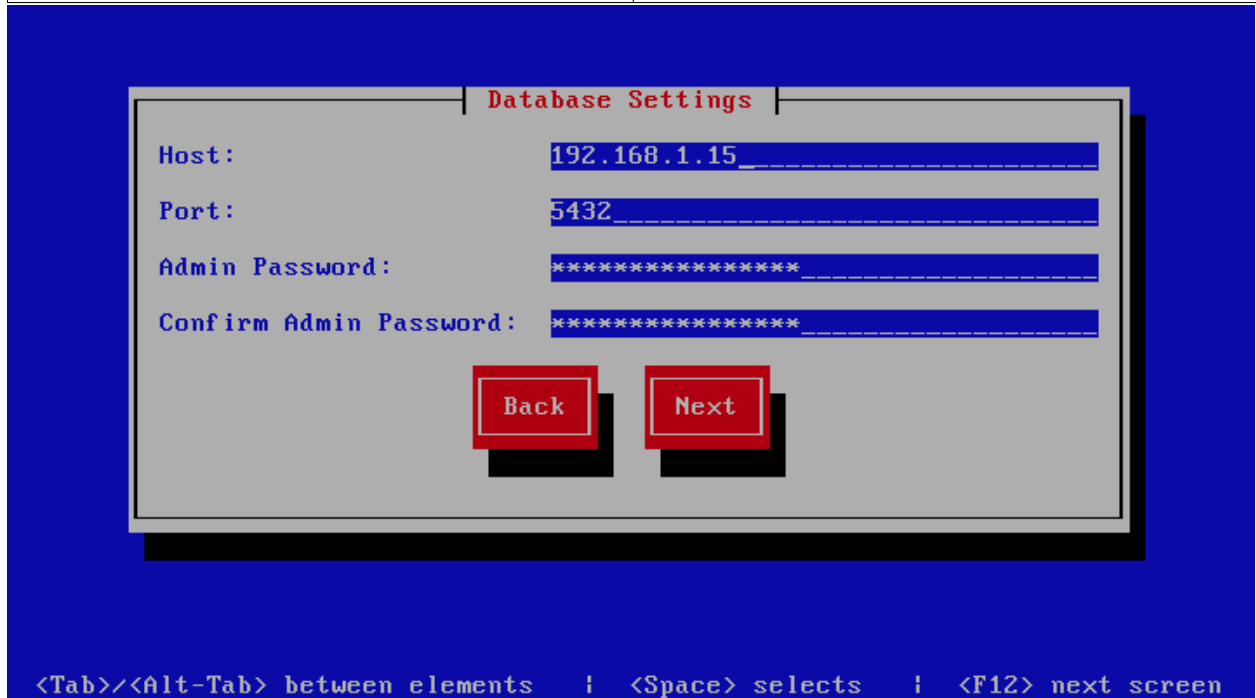 Database Settings
Host: 192.168.1.15
Port: 5432
Admin Password: ****************
Confirm Admin Password: ****************
Back Next
<Tab>/<Alt-Tab> between elements | <Space> selects | <F12> next screen